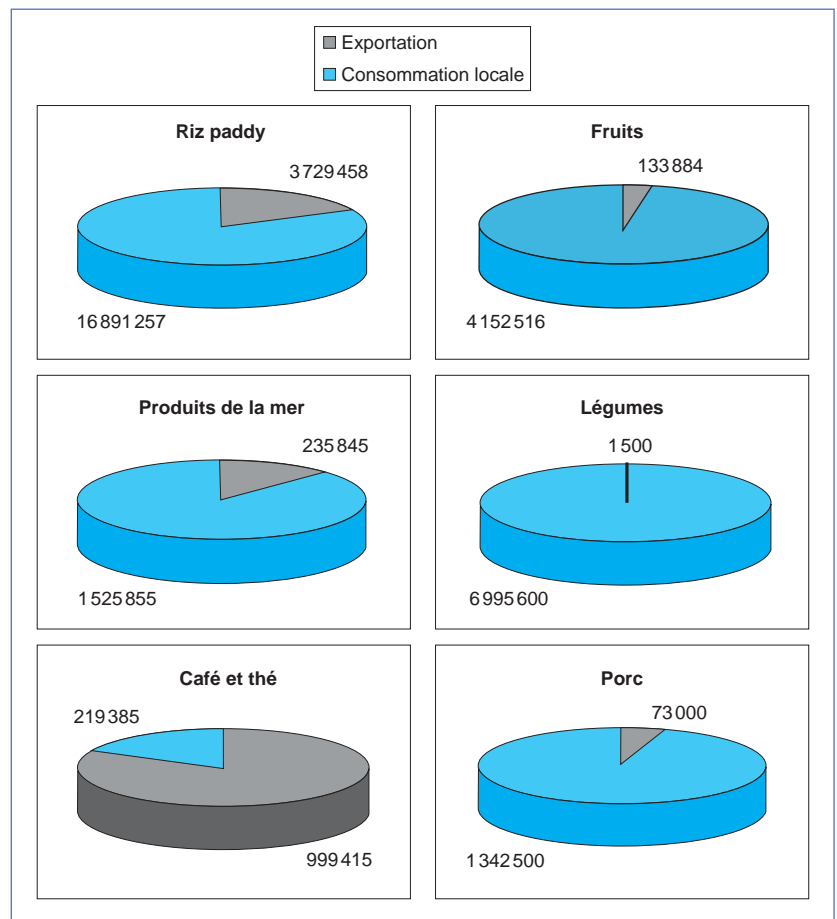 Exportation
Consommation locale
Riz paddy
3 729 458
16 891 257
Fruits
133 884
4 152 516
Produits de la mer
235 845
1 525 855
Légumes
1 500
6 995 600
Café et thé
219 385
999 415
Porc
73 000
1 342 500